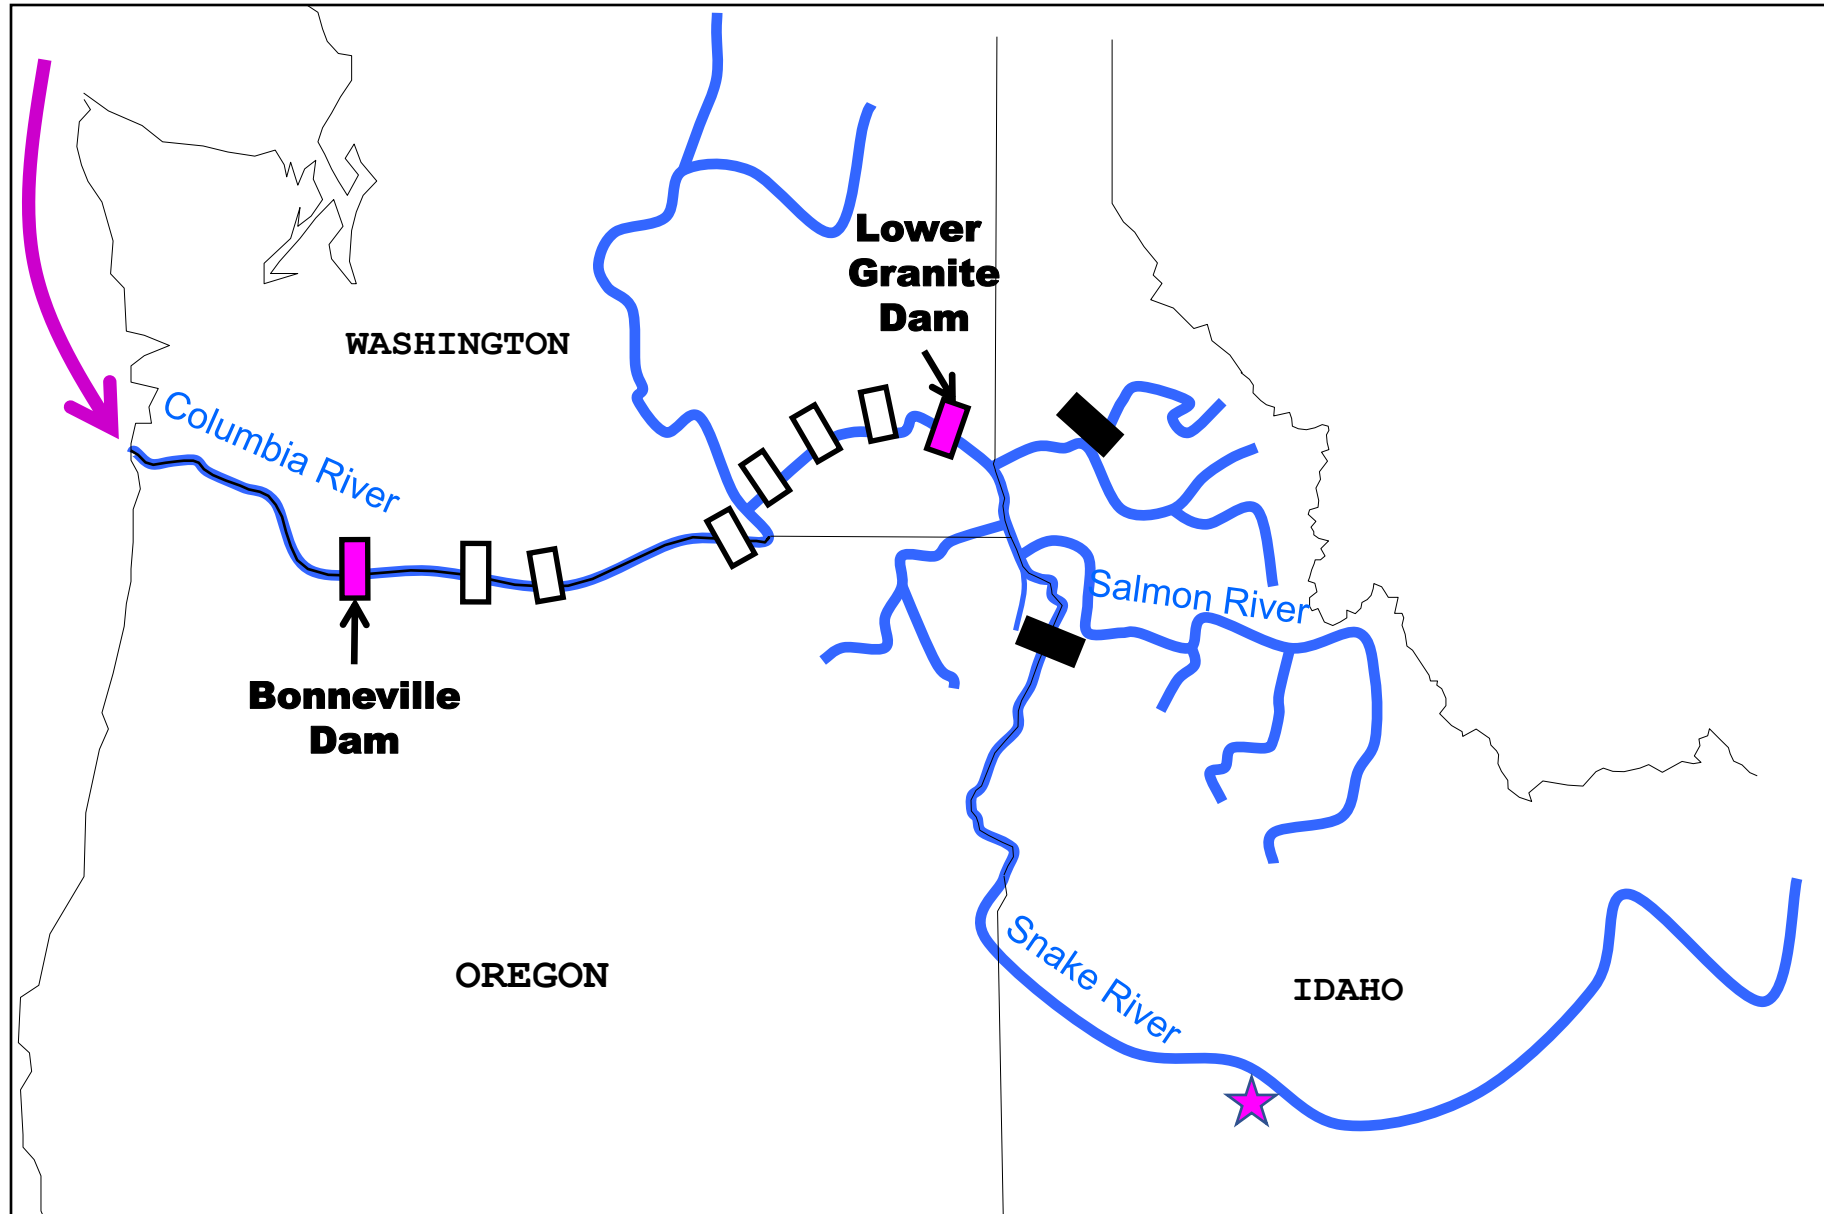 Lower
Granite
Dam
WASHINGTON
Columbia River
Salmon River
Bonneville
Dam
Snake River
OREGON
IDAHO